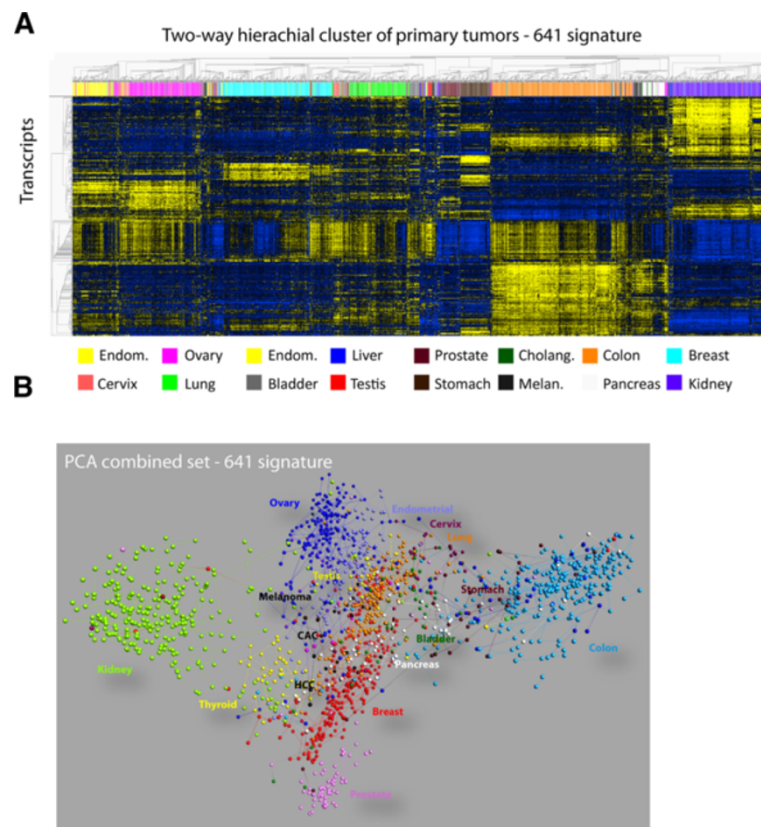 A
Two-way hierachial cluster of primary tumors - 641 signature
Transcripts
Endom. Ovary Endom. Liver Prostate Cholang. Colon Breast
Cervix Lung Bladder Testis Stomach Melan. Pancreas Kidney
B
PCA combined set - 641 signature
Ovary
Endometrial
Cervix
Lung
Testis
Stomach
Melanoma
CAC
Bladder
Colon
Pancreas
Kidney
HCC
Thyroid
Breast
Prostate